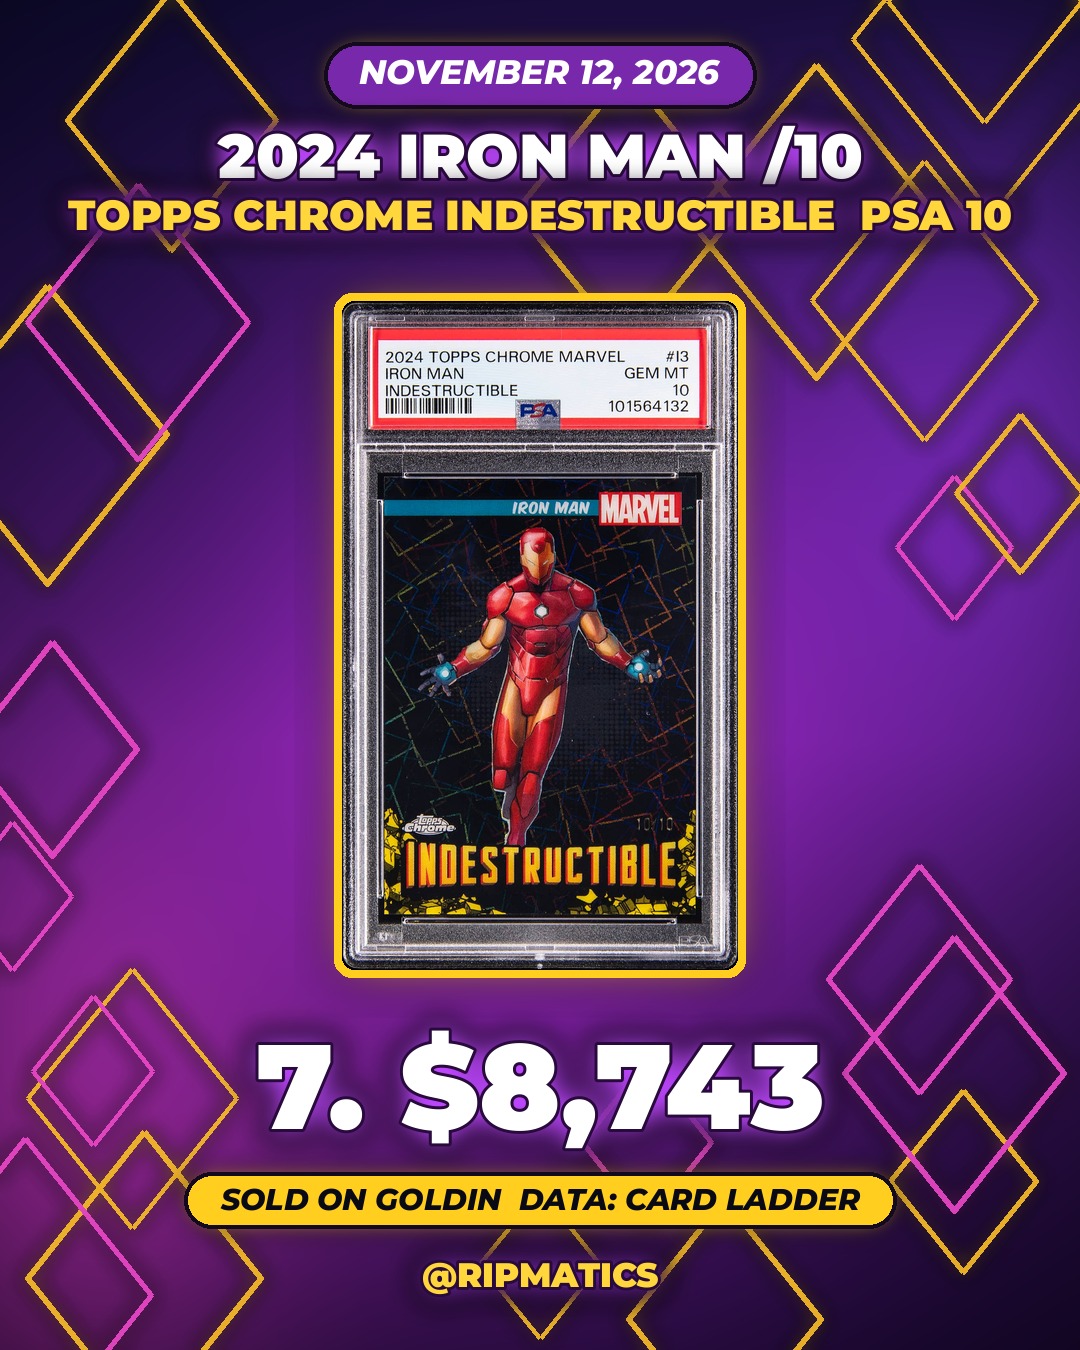 NOVEMBER 12, 2026
2024 IRON MAN /10
TOPPS CHROME INDESTRUCTIBLE PSA 10
2024 TOPPS CHROME MARVEL #I3
IRON MAN GEM MT
INDESTRUCTIBLE 10
PSA 101564132
IRON MAN MARVEL
10/10
Topps Chrome
INDESTRUCTIBLE
PSA
7. $8,743
SOLD ON GOLDIN DATA: CARD LADDER
@RIPMATICS